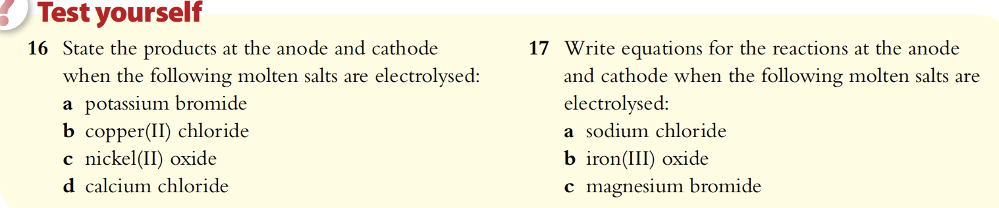 ? Test yourself
16 State the products at the anode and cathode
when the following molten salts are electrolysed:
a potassium bromide
b copper(II) chloride
c nickel(II) oxide
d calcium chloride
17 Write equations for the reactions at the anode
and cathode when the following molten salts are
electrolysed:
a sodium chloride
b iron(III) oxide
c magnesium bromide